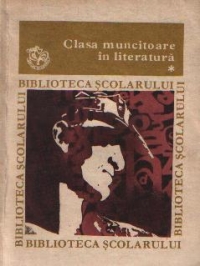 Clasa muncitoare
în literatură
*
BIBLIOTECA ȘCOLARULUI
BIBLIOTECA ȘCOLARULUI
BIBLIOTECA ȘCOLARULUI
BIBLIOTECA ȘCOLARULUI